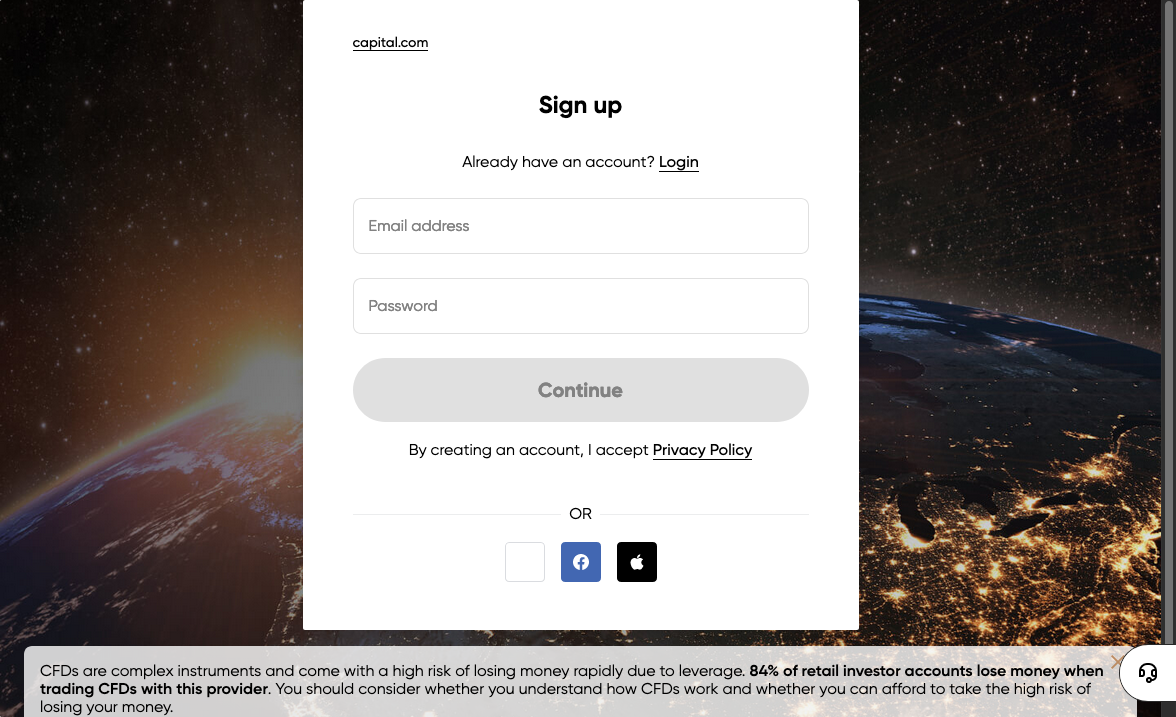 capital.com
Sign up
Already have an account? Login
Email address
Password
Continue
By creating an account, I accept Privacy Policy
OR
CFDs are complex instruments and come with a high risk of losing money rapidly due to leverage. 84% of retail investor accounts lose money when
trading CFDs with this provider. You should consider whether you understand how CFDs work and whether you can afford to take the high risk of
losing your money.